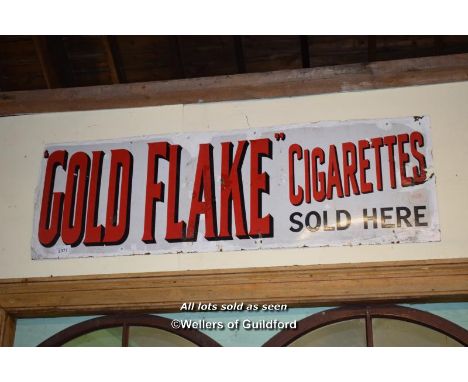 "GOLD FLAKE" CIGARETTES
SOLD HERE
All lots sold as seen
©Wellers of Guildford